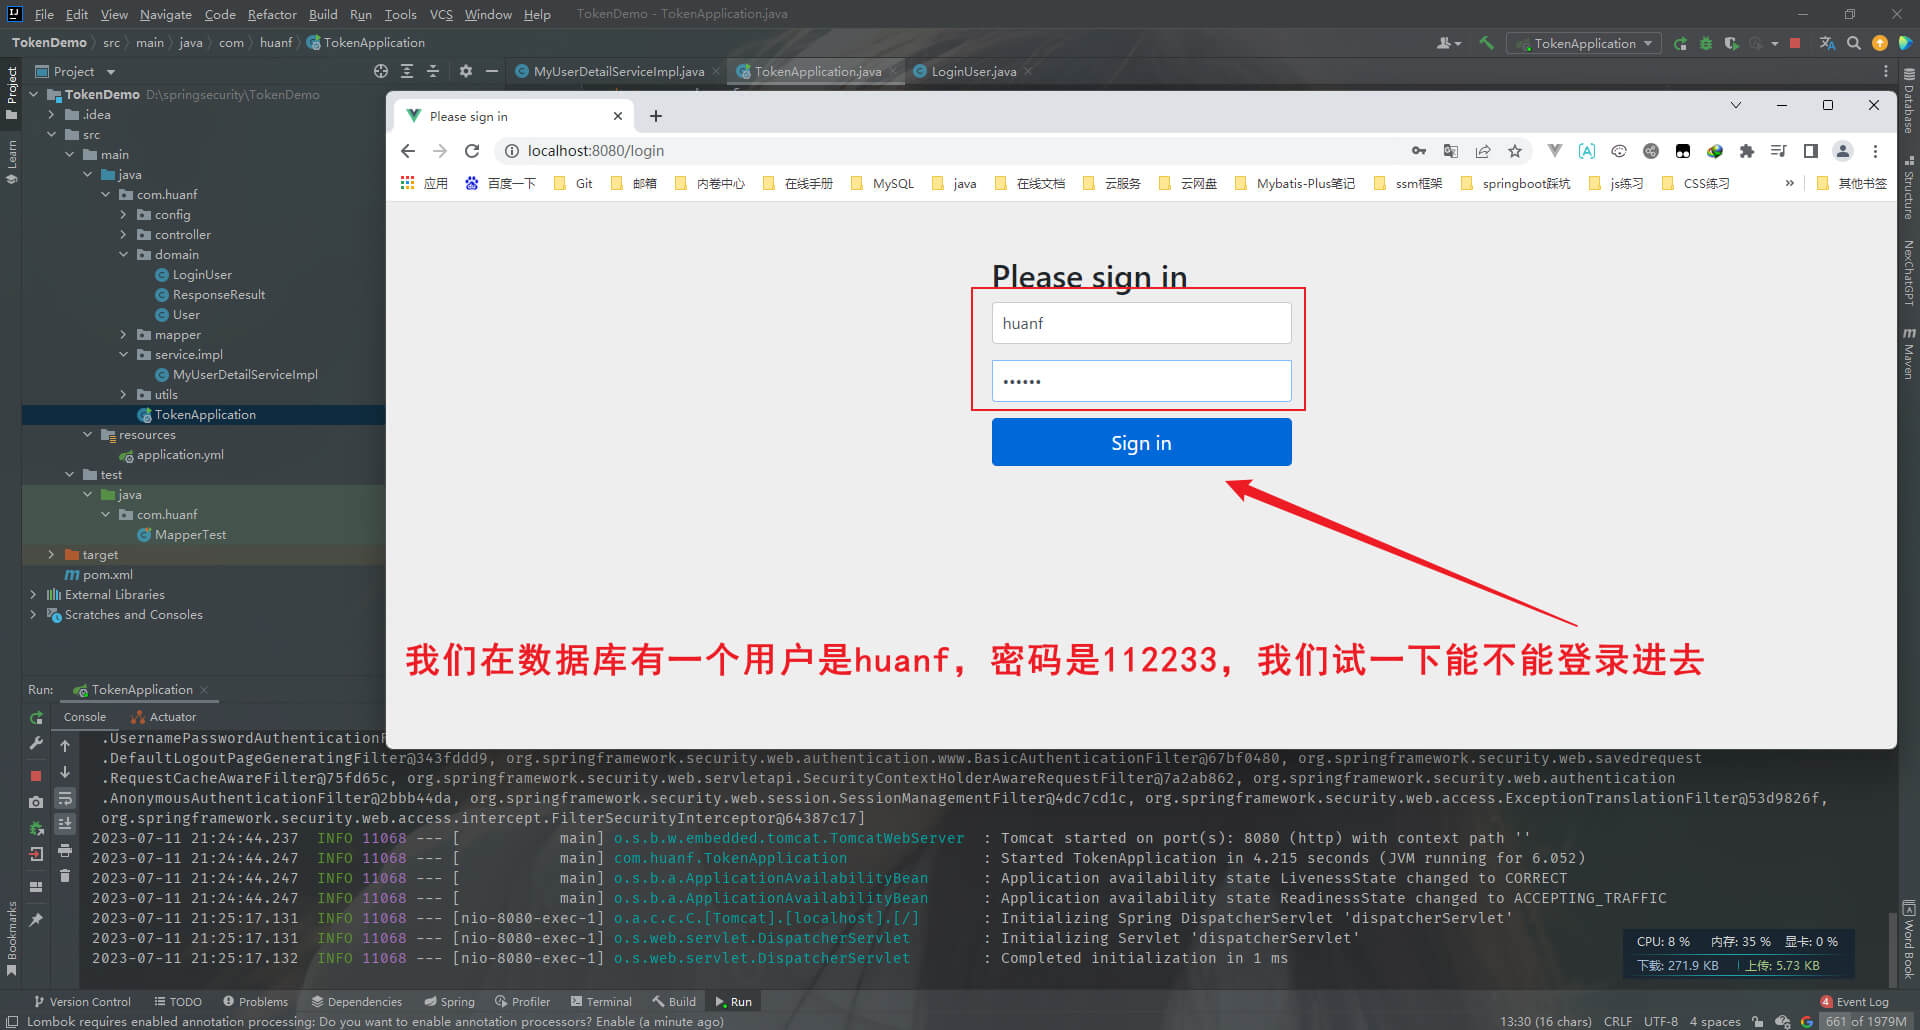 File Edit View Navigate Code Refactor Build Run Tools VCS Window Help TokenDemo - TokenApplication.java
TokenDemo src main java com huanf TokenApplication
TokenApplication
Project
MyUserDetailServiceImpl.java TokenApplication.java LoginUser.java
TokenDemo D:\springsecurity\TokenDemo
.idea
src
main
java
com.huanf
config
controller
domain
LoginUser
ResponseResult
User
mapper
service.impl
MyUserDetailServiceImpl
utils
TokenApplication
resources
application.yml
test
java
com.huanf
MapperTest
target
pom.xml
External Libraries
Scratches and Consoles
Project
Learn
Bookmarks
Database
Structure
NexChatGPT
Maven
Word Book
Please sign in
localhost:8080/login
应用 百度一下 Git 邮箱 内卷中心 在线手册 MySQL java 在线文档 云服务 云网盘 Mybatis-Plus笔记 ssm框架 springboot踩坑 js练习 CSS练习 » 其他书签
Please sign in
huanf
••••••
Sign in
我们在数据库有一个用户是huanf，密码是112233，我们试一下能不能登录进去
Run: TokenApplication
Console Actuator
.UsernamePasswordAuthenticationF
.DefaultLogoutPageGeneratingFilter@343fddd9, org.springframework.security.web.authentication.www.BasicAuthenticationFilter@67bf0480, org.springframework.security.web.savedrequest
.RequestCacheAwareFilter@75fd65c, org.springframework.security.web.servletapi.SecurityContextHolderAwareRequestFilter@7a2ab862, org.springframework.security.web.authentication
.AnonymousAuthenticationFilter@2bbb44da, org.springframework.security.web.session.SessionManagementFilter@4dc7cd1c, org.springframework.security.web.access.ExceptionTranslationFilter@53d9826f,
org.springframework.security.web.access.intercept.FilterSecurityInterceptor@64387c17]
2023-07-11 21:24:44.237 INFO 11068 --- [ main] o.s.b.w.embedded.tomcat.TomcatWebServer : Tomcat started on port(s): 8080 (http) with context path ''
2023-07-11 21:24:44.247 INFO 11068 --- [ main] com.huanf.TokenApplication : Started TokenApplication in 4.215 seconds (JVM running for 6.052)
2023-07-11 21:24:44.247 INFO 11068 --- [ main] o.s.b.a.ApplicationAvailabilityBean : Application availability state LivenessState changed to CORRECT
2023-07-11 21:24:44.247 INFO 11068 --- [ main] o.s.b.a.ApplicationAvailabilityBean : Application availability state ReadinessState changed to ACCEPTING_TRAFFIC
2023-07-11 21:25:17.131 INFO 11068 --- [nio-8080-exec-1] o.a.c.c.C.[Tomcat].[localhost].[/] : Initializing Spring DispatcherServlet 'dispatcherServlet'
2023-07-11 21:25:17.131 INFO 11068 --- [nio-8080-exec-1] o.s.web.servlet.DispatcherServlet : Initializing Servlet 'dispatcherServlet'
2023-07-11 21:25:17.132 INFO 11068 --- [nio-8080-exec-1] o.s.web.servlet.DispatcherServlet : Completed initialization in 1 ms
CPU: 8 % 内存: 35 % 显卡: 0 %
下载: 271.9 KB 上传: 5.73 KB
Version Control TODO Problems Dependencies Spring Profiler Terminal Build Run 4 Event Log
Lombok requires enabled annotation processing: Do you want to enable annotation processors? Enable (a minute ago) 13:30 (16 chars) CRLF UTF-8 4 spaces 661 of 1979M